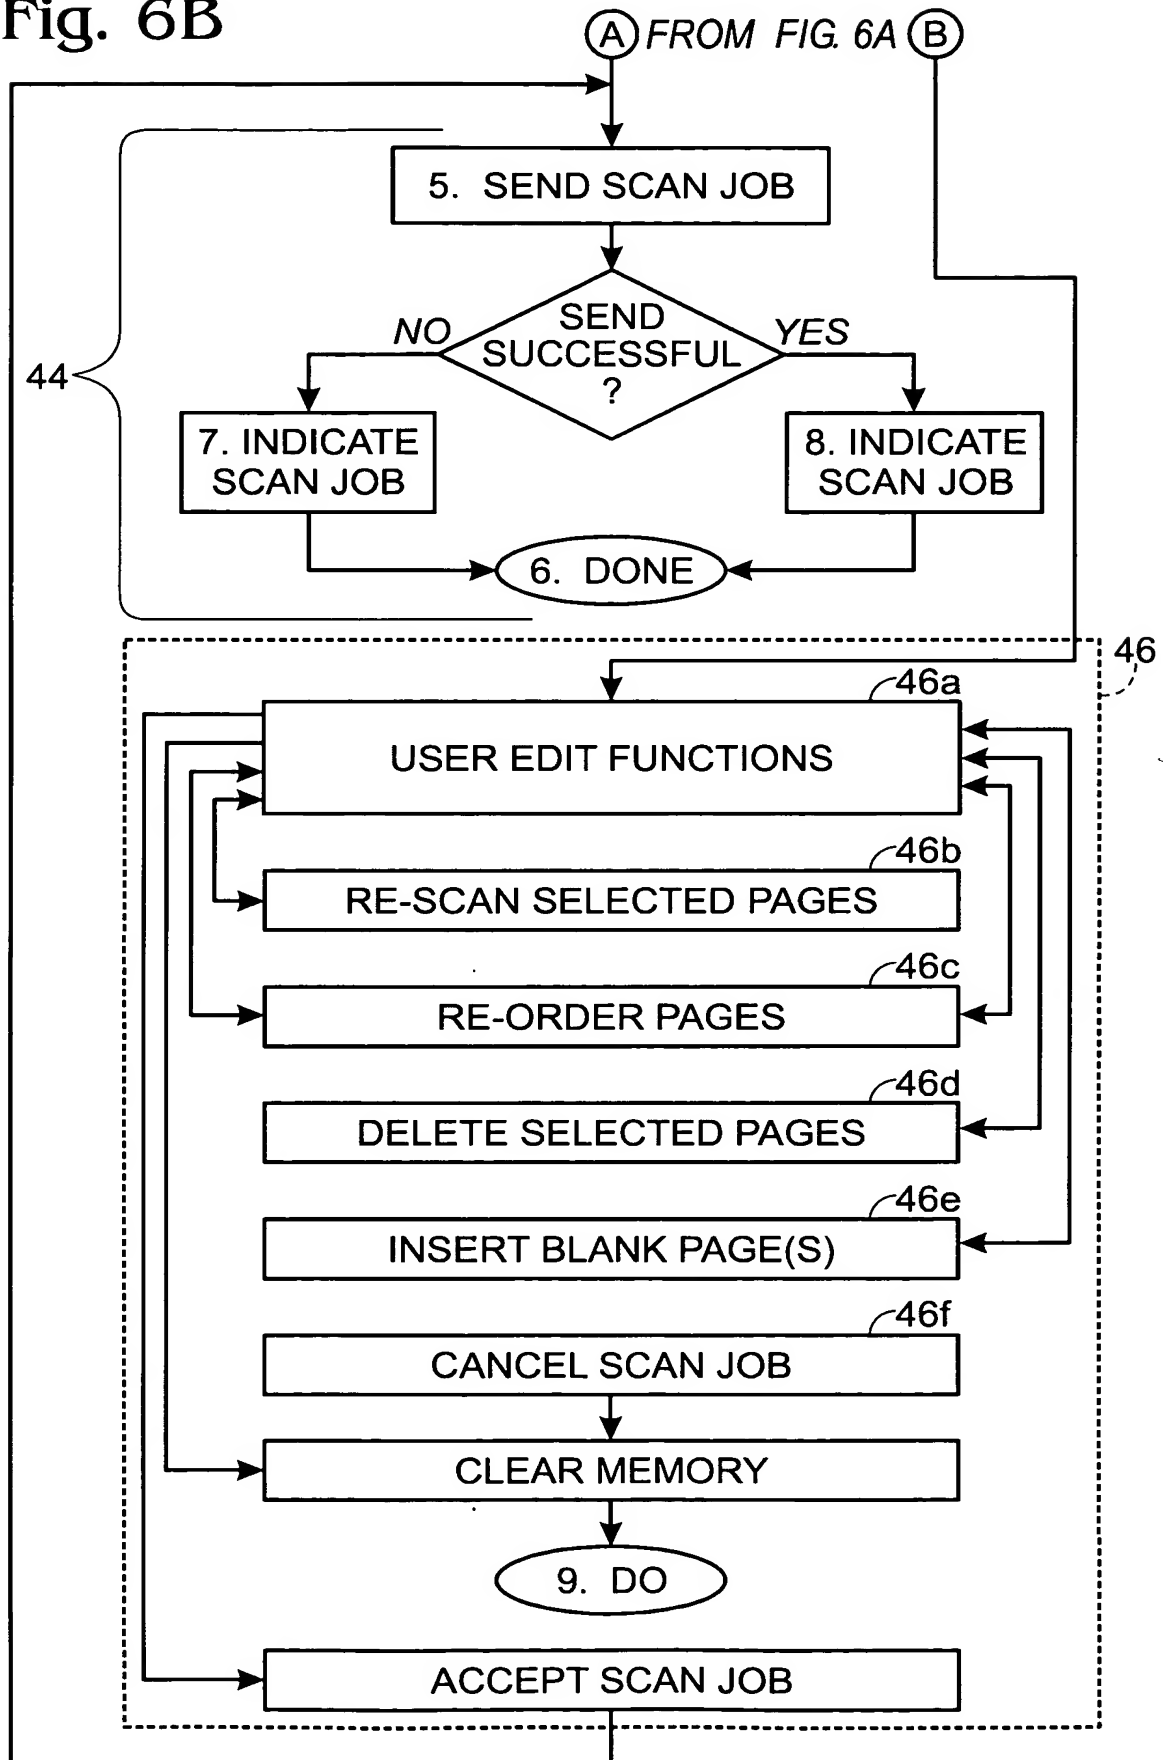 Fig. 6B
A FROM FIG. 6A B
5. SEND SCAN JOB
SEND
SUCCESSFUL
?
NO
YES
44
7. INDICATE
SCAN JOB
8. INDICATE
SCAN JOB
6. DONE
46
46a
USER EDIT FUNCTIONS
46b
RE-SCAN SELECTED PAGES
46c
RE-ORDER PAGES
46d
DELETE SELECTED PAGES
46e
INSERT BLANK PAGE(S)
46f
CANCEL SCAN JOB
CLEAR MEMORY
9. DO
ACCEPT SCAN JOB